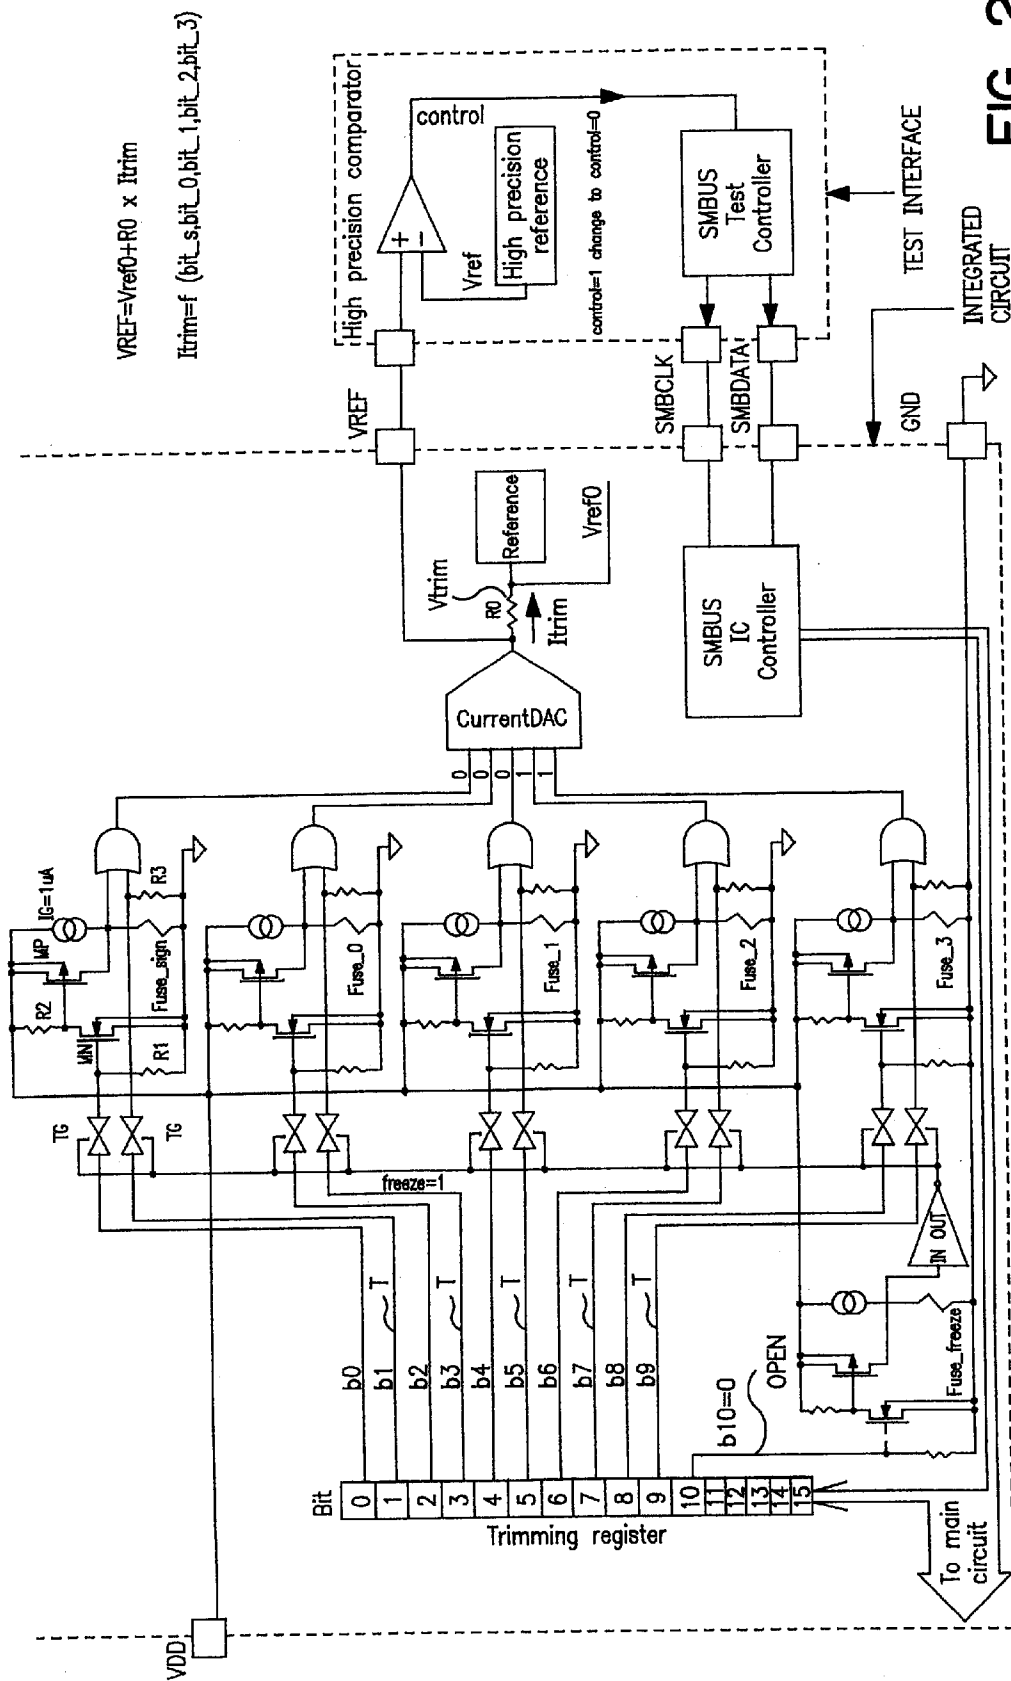 VREF=Vref0+R0 x Itrim
Itrim=f (bit_s,bit_0,bit_1,bit_2,bit_3)
High precision comparator
+
−
control
Vref
High precision
reference
control=1 change to control=0
SMBUS
Test
Controller
TEST INTERFACE
INTEGRATED
CIRCUIT
VREF
SMBCLK
SMBDATA
GND
Vtrim
R0
Itrim
Reference
Vref0
SMBUS
IC
Controller
CurrentDAC
0
0
0
1
1
IG=1uA
MP
R2
MN
R1
R3
Fuse_sign
Fuse_0
Fuse_1
Fuse_2
Fuse_3
TG
TG
freeze=1
IN OUT
Fuse_freeze
OPEN
b10=0
b0
b1
T
b2
b3
T
b4
b5
T
b6
b7
T
b8
b9
T
Bit
0
1
2
3
4
5
6
7
8
9
10
11
12
13
14
15
Trimming register
To main
circuit
VDD
FIG. 2